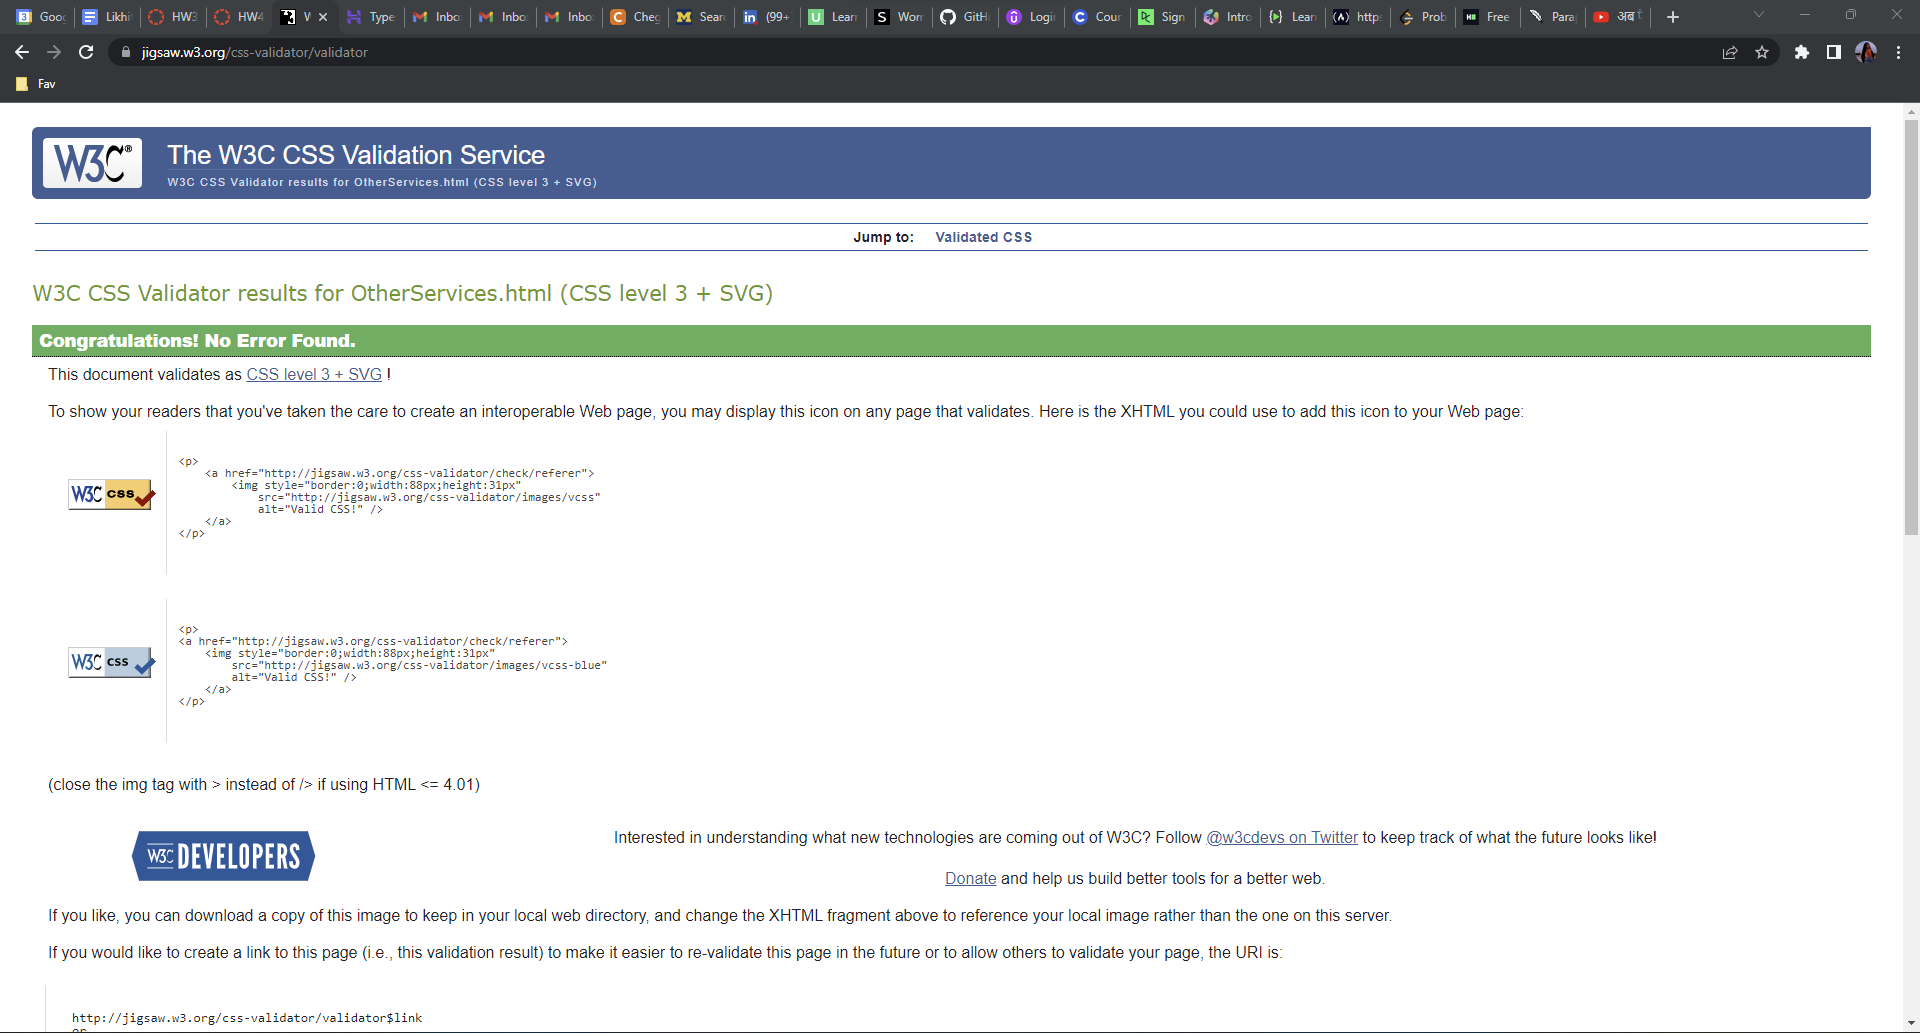 Goo
Likhi
HW3
HW4
W
Type
Inbo
Inbo
Inbo
Cheg
Sear
(99+
Lear
Won
GitH
Logi
Cour
Sign
Intro
Lear
http
Prob
Free
Para
jigsaw.w3.org/css-validator/validator
Fav
W3C®
The W3C CSS Validation Service
W3C CSS Validator results for OtherServices.html (CSS level 3 + SVG)
Jump to: Validated CSS
W3C CSS Validator results for OtherServices.html (CSS level 3 + SVG)
Congratulations! No Error Found.
This document validates as CSS level 3 + SVG !
To show your readers that you've taken the care to create an interoperable Web page, you may display this icon on any page that validates. Here is the XHTML you could use to add this icon to your Web page:
W3C css
<p>
<a href="http://jigsaw.w3.org/css-validator/check/referer">
<img style="border:0;width:88px;height:31px"
src="http://jigsaw.w3.org/css-validator/images/vcss"
alt="Valid CSS!" />
</a>
</p>
W3C css
<p>
<a href="http://jigsaw.w3.org/css-validator/check/referer">
<img style="border:0;width:88px;height:31px"
src="http://jigsaw.w3.org/css-validator/images/vcss-blue"
alt="Valid CSS!" />
</a>
</p>
(close the img tag with > instead of /> if using HTML <= 4.01)
W3C DEVELOPERS
Interested in understanding what new technologies are coming out of W3C? Follow @w3cdevs on Twitter to keep track of what the future looks like!
Donate and help us build better tools for a better web.
If you like, you can download a copy of this image to keep in your local web directory, and change the XHTML fragment above to reference your local image rather than the one on this server.
If you would like to create a link to this page (i.e., this validation result) to make it easier to re-validate this page in the future or to allow others to validate your page, the URI is:
http://jigsaw.w3.org/css-validator/validator$link